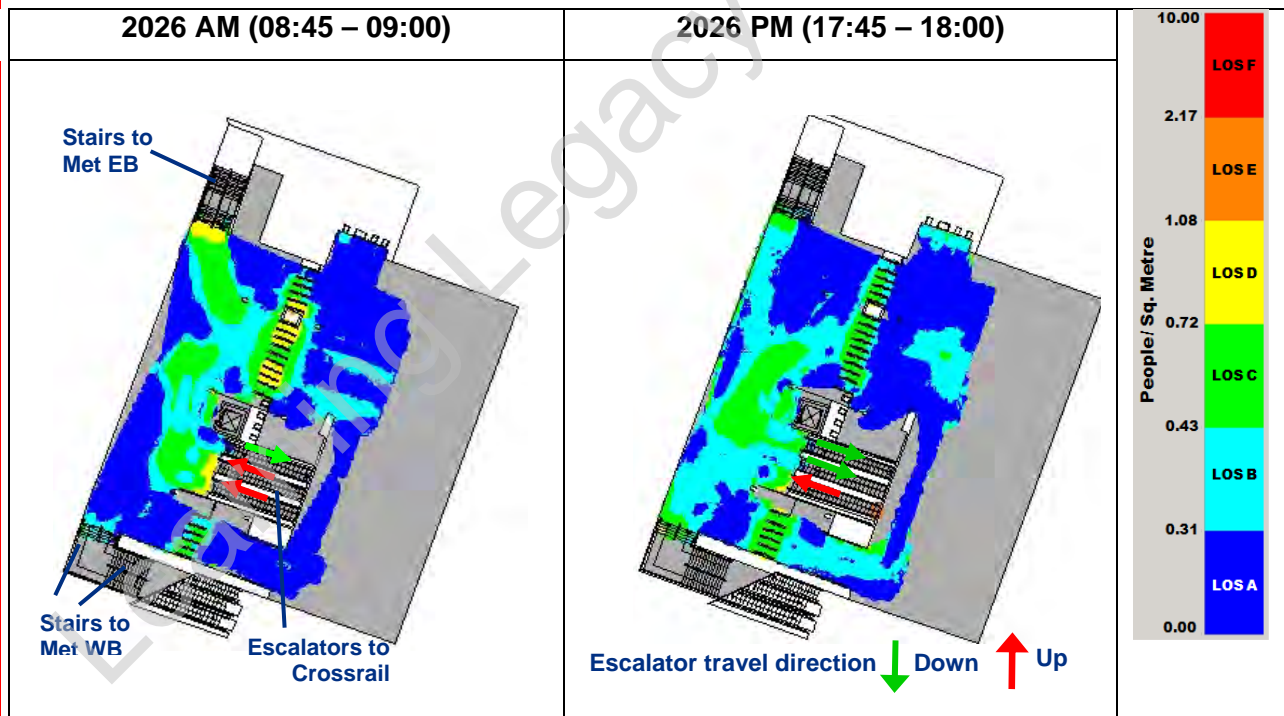 2026 AM (08:45 – 09:00)
2026 PM (17:45 – 18:00)
Stairs to
Met EB
Stairs to
Met WB
Escalators to
Crossrail
Escalator travel direction
Down
Up
10.00
LOS F
2.17
LOS E
1.08
LOS D
0.72
LOS C
0.43
LOS B
0.31
LOS A
0.00
People/ Sq. Metre
Learning Legacy